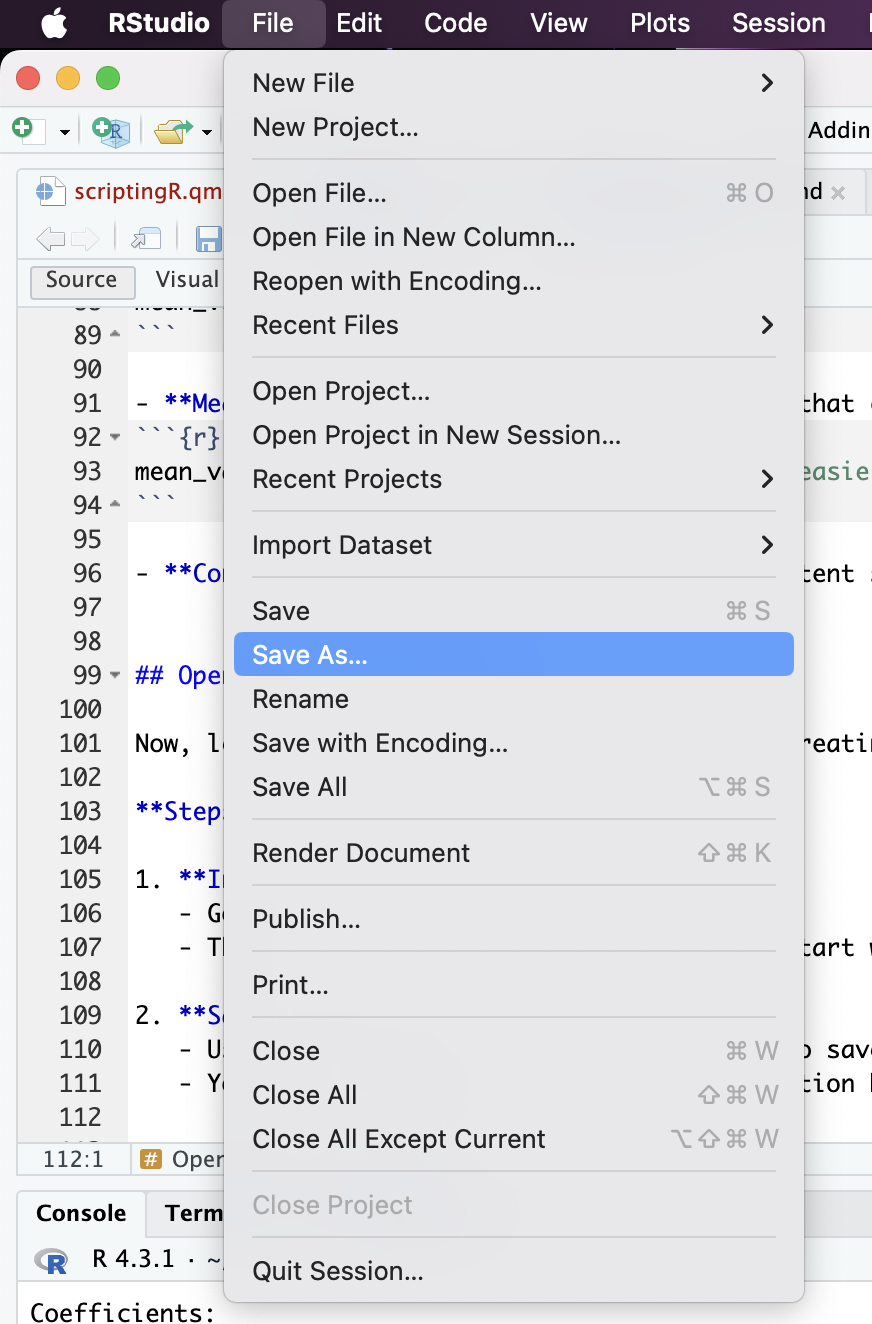 RStudio File Edit Code View Plots Session
New File
New Project...
Addin
Open File... ⌘ O
scriptingR.qm
nd
Open File in New Column...
Source Visual
Reopen with Encoding...
Recent Files
89 ```
90
Open Project...
91 - **Me that
92 ```{r}
Open Project in New Session...
93 mean_v easie
Recent Projects
94 ```
95
Import Dataset
96 - **Co tent
97
Save ⌘ S
98
Save As...
99 ## Ope
Rename
100
101 Now, l reati
Save with Encoding...
102
Save All ⌥ ⌘ S
103 **Step
104
Render Document ⇧ ⌘ K
105 1. **I
106 - G
Publish...
107 - T tart
108
Print...
109 2. **S
110 - U o sav
Close ⌘ W
111 - Y tion
Close All ⇧ ⌘ W
112
Close All Except Current ⌥ ⇧ ⌘ W
112:1 # Oper
Close Project
Console Term
R 4.3.1 · ~
Quit Session...
Coefficients: